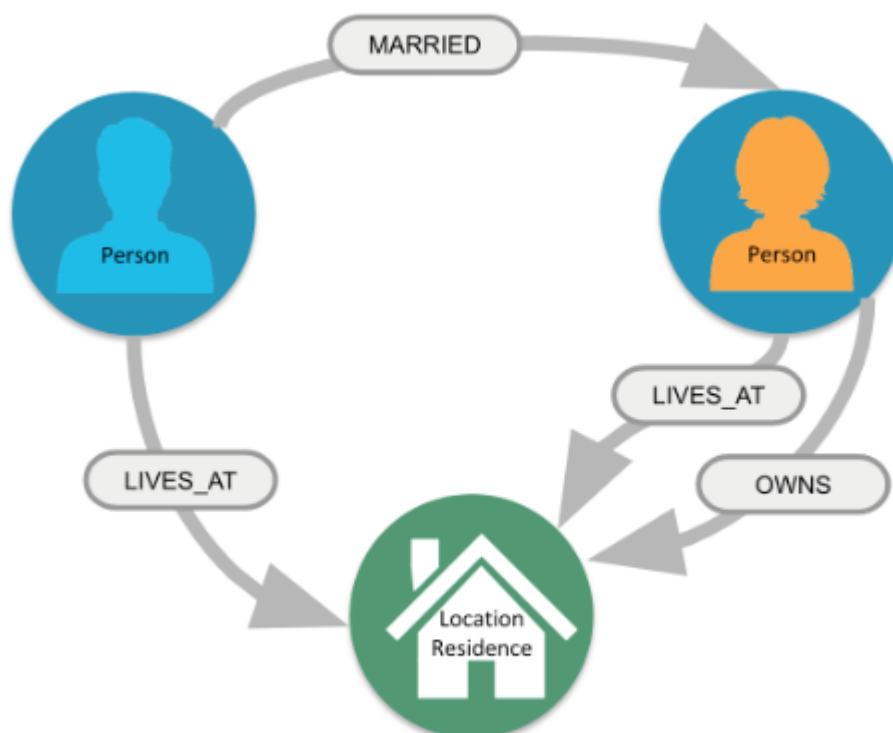 MARRIED
Person
Person
LIVES_AT
LIVES_AT
OWNS
Location
Residence